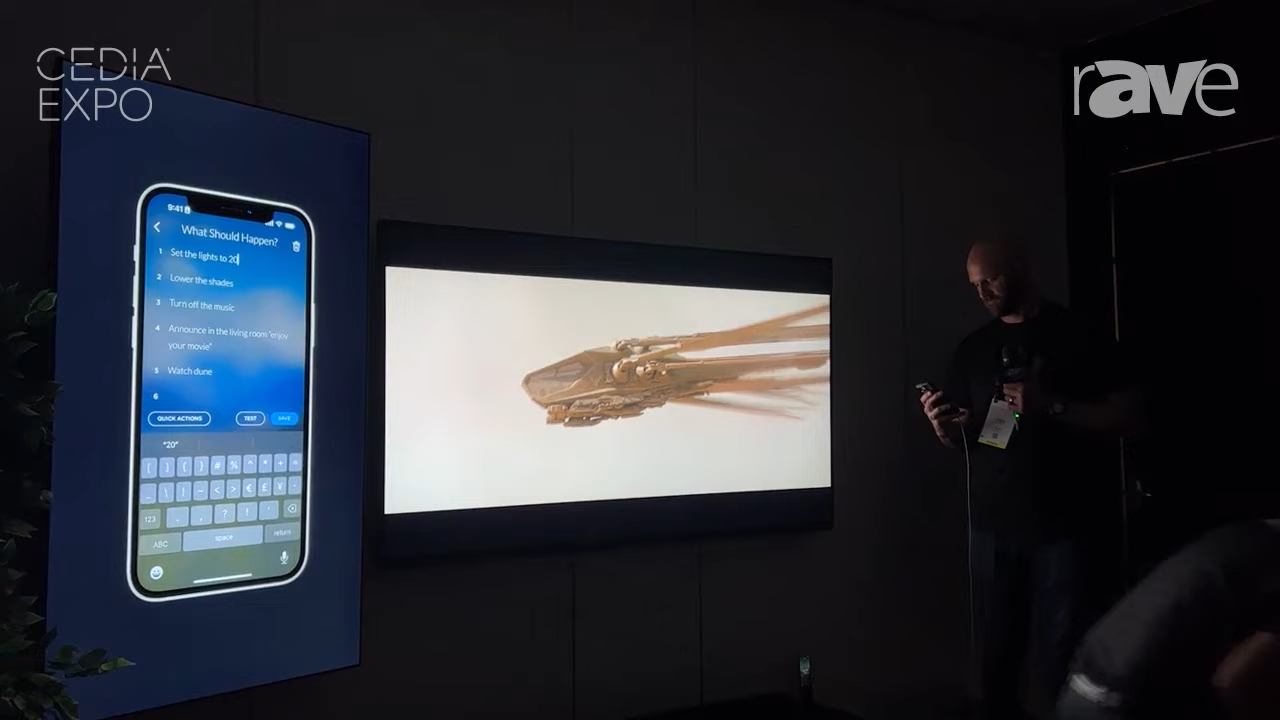 CEDIA
EXPO
rAVe
9:41
What Should Happen?
1 Set the lights to 20
2 Lower the shades
3 Turn off the music
4 Announce in the living room "enjoy
your movie"
5 Watch dune
6
QUICK ACTIONS TEST SAVE
"20"
[ ] { } # % ^ * + =
_ \ | ~ < > € £ ¥ ·
123 . , ? ! '
ABC space return